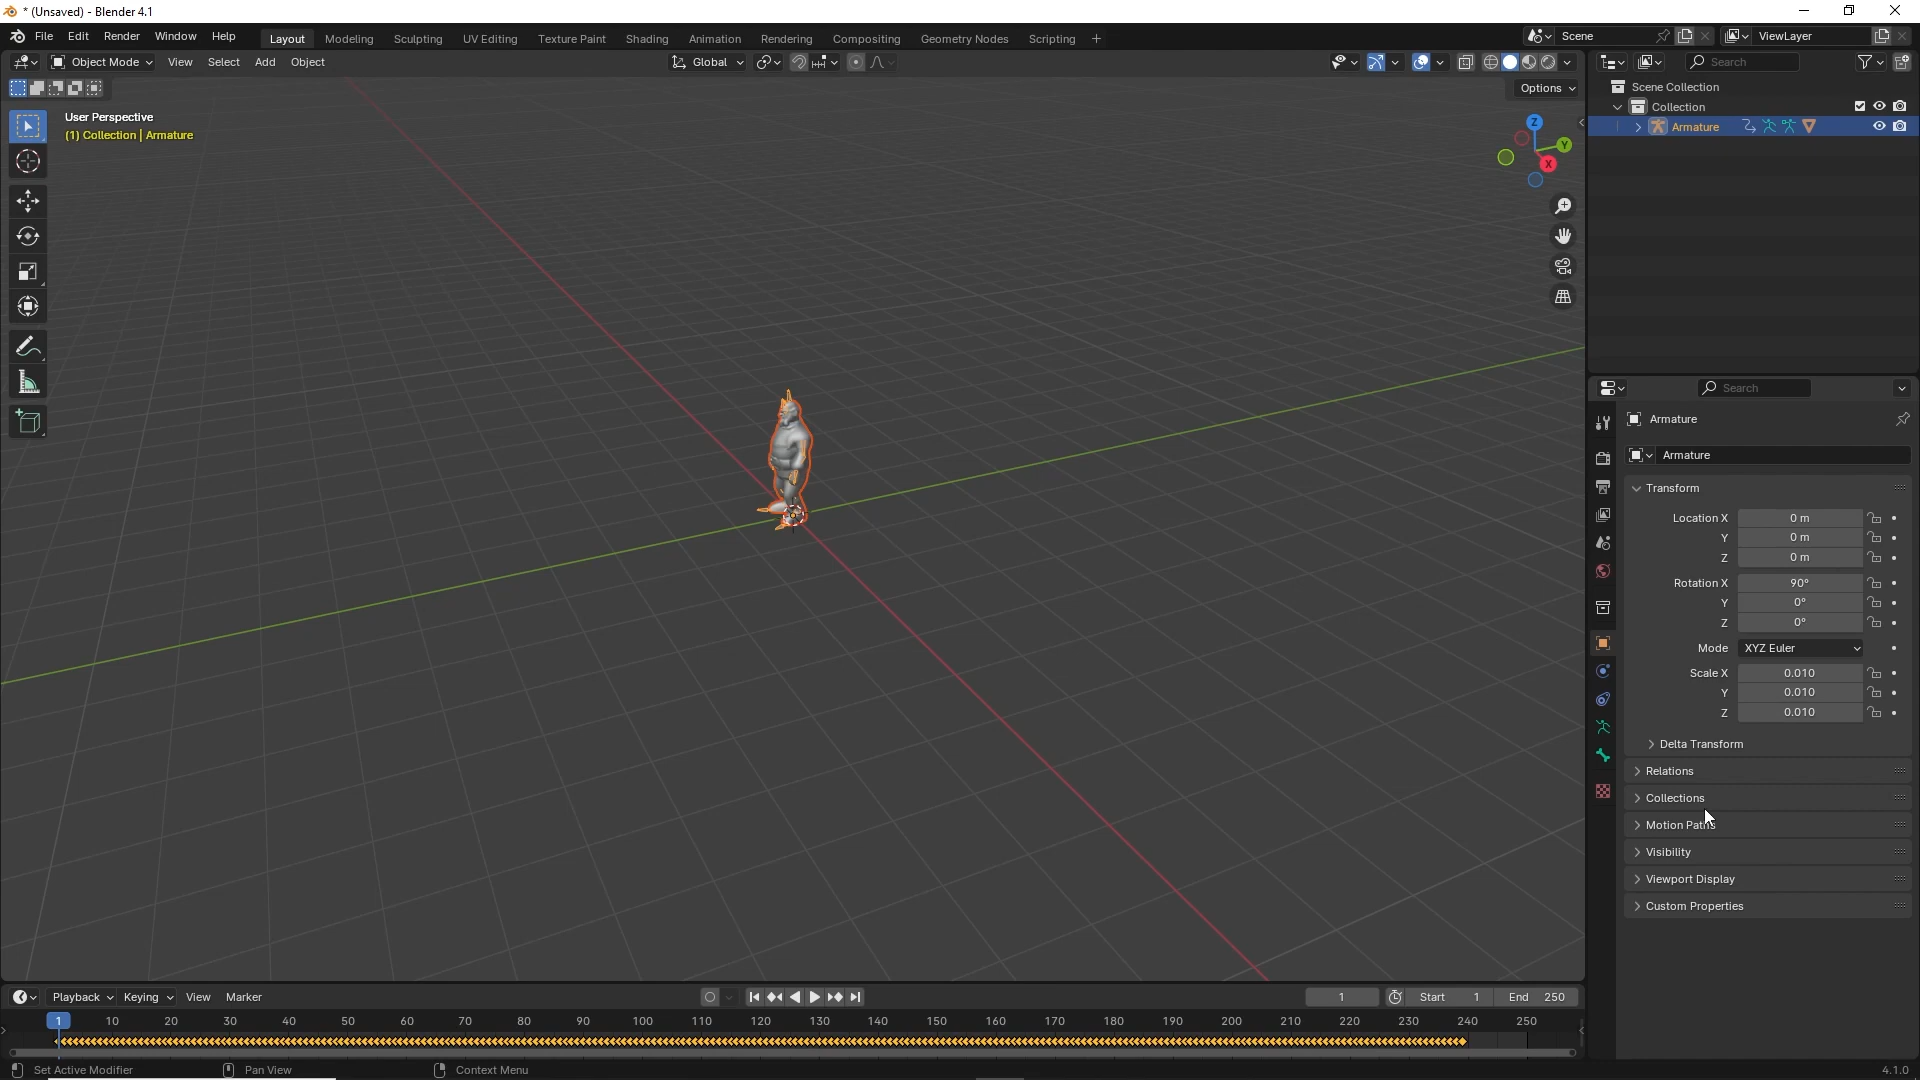 * (Unsaved) - Blender 4.1
File Edit Render Window Help Layout Modeling Sculpting UV Editing Texture Paint Shading Animation Rendering Compositing Geometry Nodes Scripting + Scene ViewLayer
Object Mode View Select Add Object Global Search
Options
Scene Collection
Collection
Armature
User Perspective
(1) Collection | Armature
Z
Y
X
Search
Armature
Armature
Transform
Location X 0 m
Y 0 m
Z 0 m
Rotation X 90°
Y 0°
Z 0°
Mode XYZ Euler
Scale X 0.010
Y 0.010
Z 0.010
Delta Transform
Relations
Collections
Motion Paths
Visibility
Viewport Display
Custom Properties
Playback Keying View Marker 1 Start 1 End 250
1 10 20 30 40 50 60 70 80 90 100 110 120 130 140 150 160 170 180 190 200 210 220 230 240 250
Set Active Modifier Pan View Context Menu 4.1.0